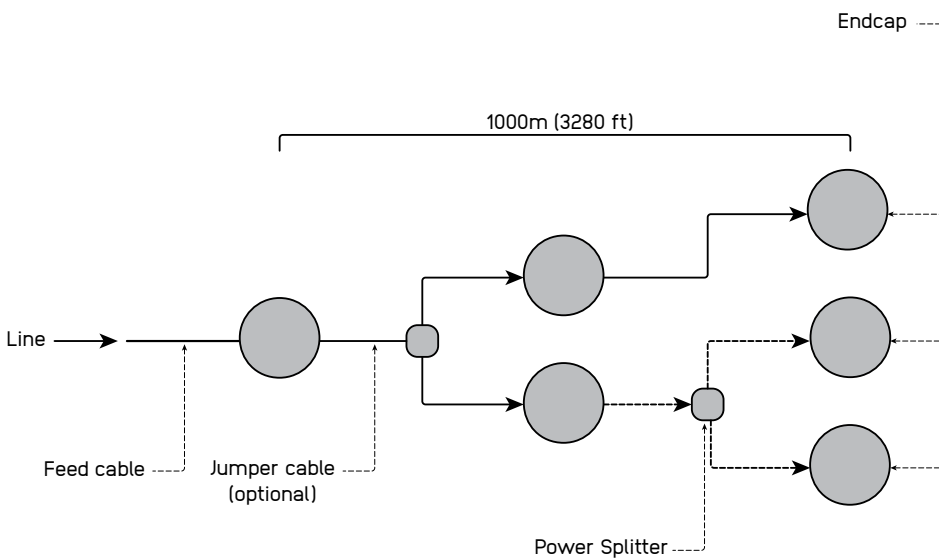 Endcap
1000m (3280 ft)
Line
Feed cable
Jumper cable
(optional)
Power Splitter